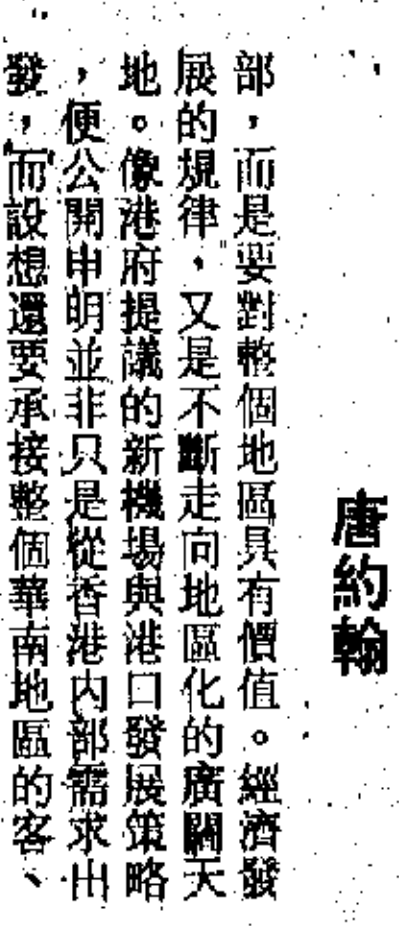 唐約翰
部，而是要對整個地區具有價值。經濟發
展的規律，又是不斷走向地區化的廣闊天
地。像港府提議的新機場與港口發展策略
，便公開申明並非只是從香港內部需求出
發，而設想還要承接整個華南地區的客、